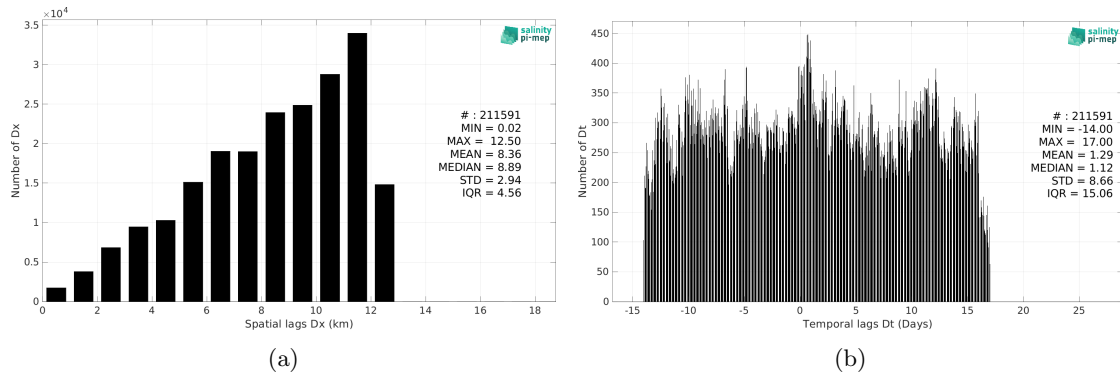 ×10⁴
3.5
3
2.5
2
1.5
1
0.5
0
Number of Dx
salinity
pi-mep
# : 211591
MIN = 0.02
MAX = 12.50
MEAN = 8.36
MEDIAN = 8.89
STD = 2.94
IQR = 4.56
0 2 4 6 8 10 12 14 16 18
Spatial lags Dx (km)
(a)
450
400
350
300
250
200
150
100
50
0
Number of Dt
salinity
pi-mep
# : 211591
MIN = -14.00
MAX = 17.00
MEAN = 1.29
MEDIAN = 1.12
STD = 8.66
IQR = 15.06
-15 -10 -5 0 5 10 15 20 25
Temporal lags Dt (Days)
(b)